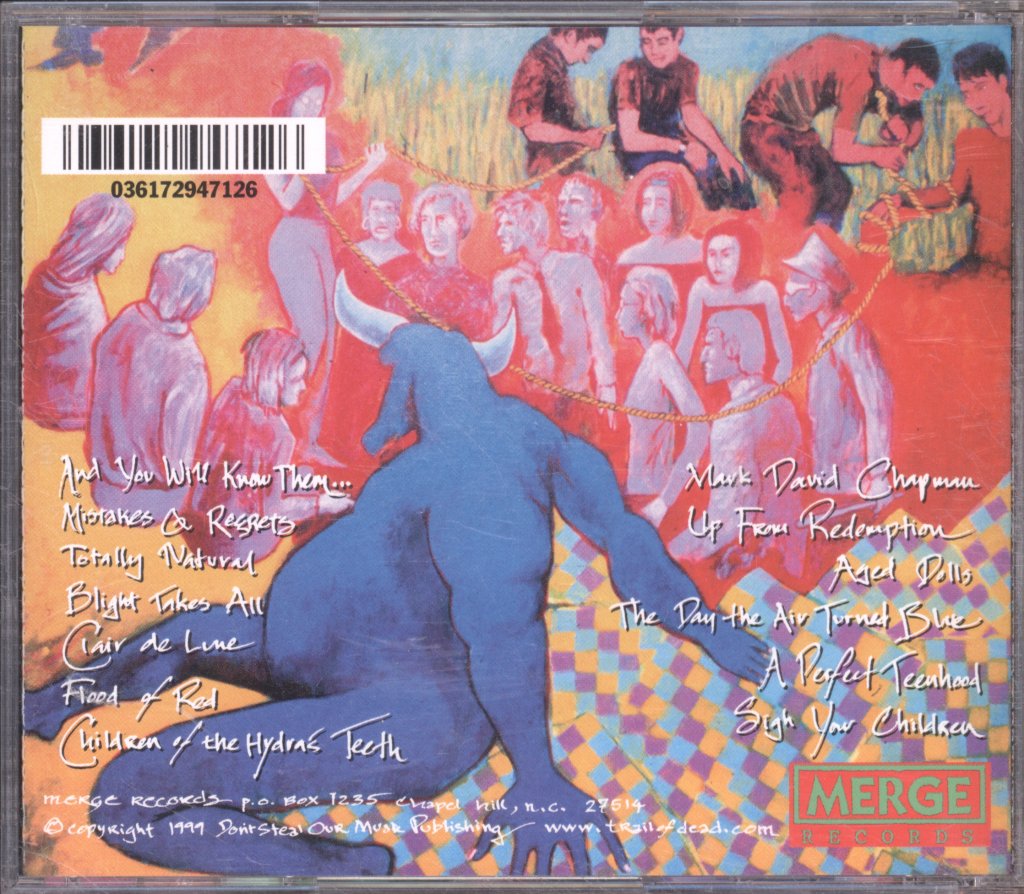 036172947126
And You Will Know Them...
Mistakes & Regrets
Totally Natural
Blight Takes All
Clair de Lune
Flood of Red
Children of the Hydra's Teeth
Mark David Chapman
Up From Redemption
Aged Dolls
The Day the Air Turned Blue
A Perfect Teenhood
Sigh Your Children
merge records p.o. box 1235 chapel hill, n.c. 27514
© copyright 1999 Don't Steal Our Musik Publishing www.trailofdead.com
MERGE
RECORDS